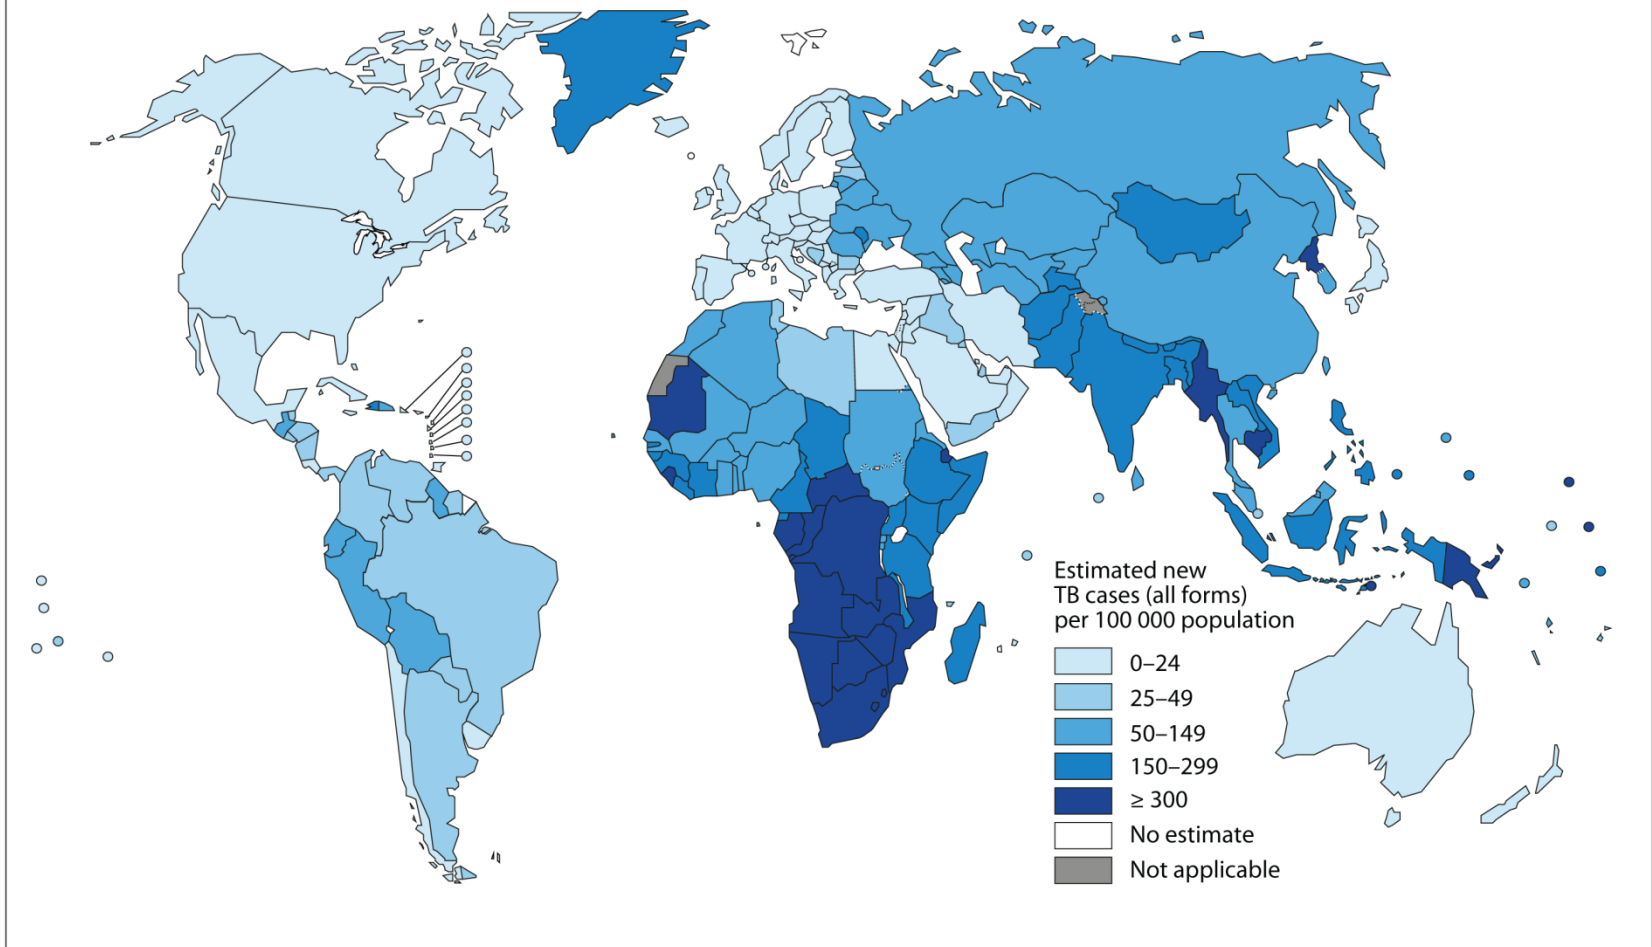 Estimated new
TB cases (all forms)
per 100 000 population
0–24
25–49
50–149
150–299
≥ 300
No estimate
Not applicable